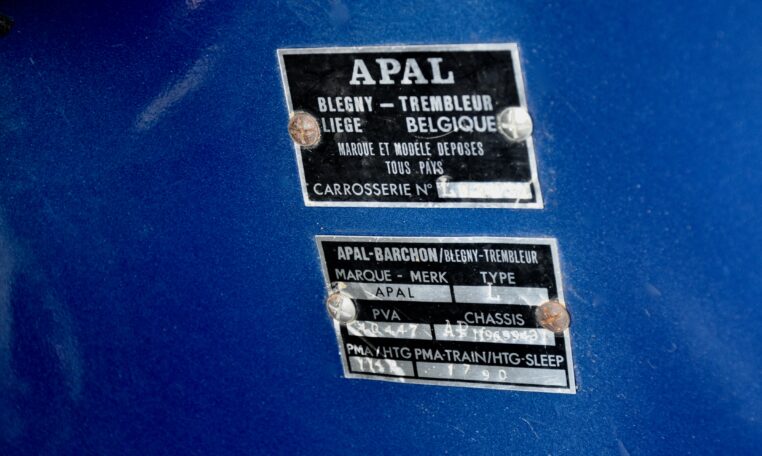 APAL
BLEGNY - TREMBLEUR
LIEGE BELGIQUE
MARQUE ET MODELE DEPOSES
TOUS PAYS
CARROSSERIE N°
APAL-BARCHON/BLEGNY-TREMBLEUR
MARQUE - MERK TYPE
APAL L
PVA CHASSIS
PMA/HTG PMA-TRAIN/HTG-SLEEP
1790